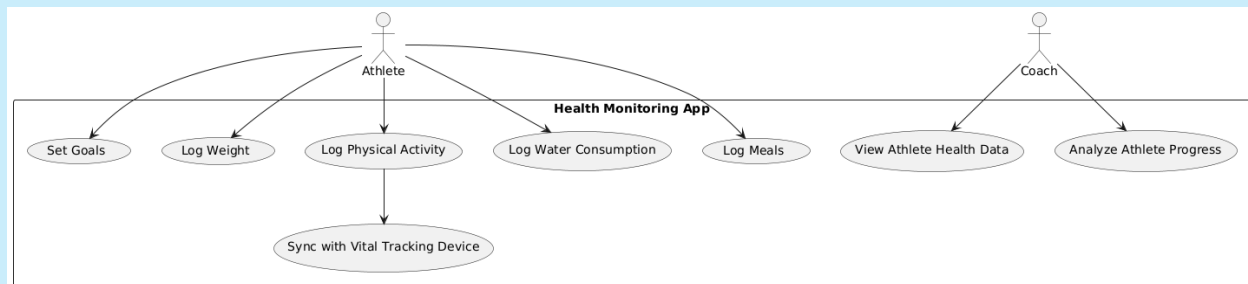 Athlete
Coach
Health Monitoring App
Set Goals
Log Weight
Log Physical Activity
Log Water Consumption
Log Meals
View Athlete Health Data
Analyze Athlete Progress
Sync with Vital Tracking Device